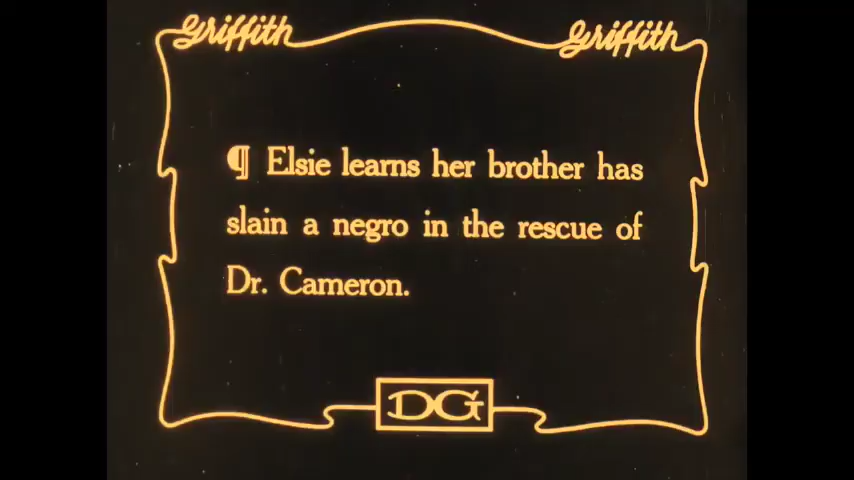 Griffith Griffith
¶ Elsie learns her brother has
slain a negro in the rescue of
Dr. Cameron.
DG